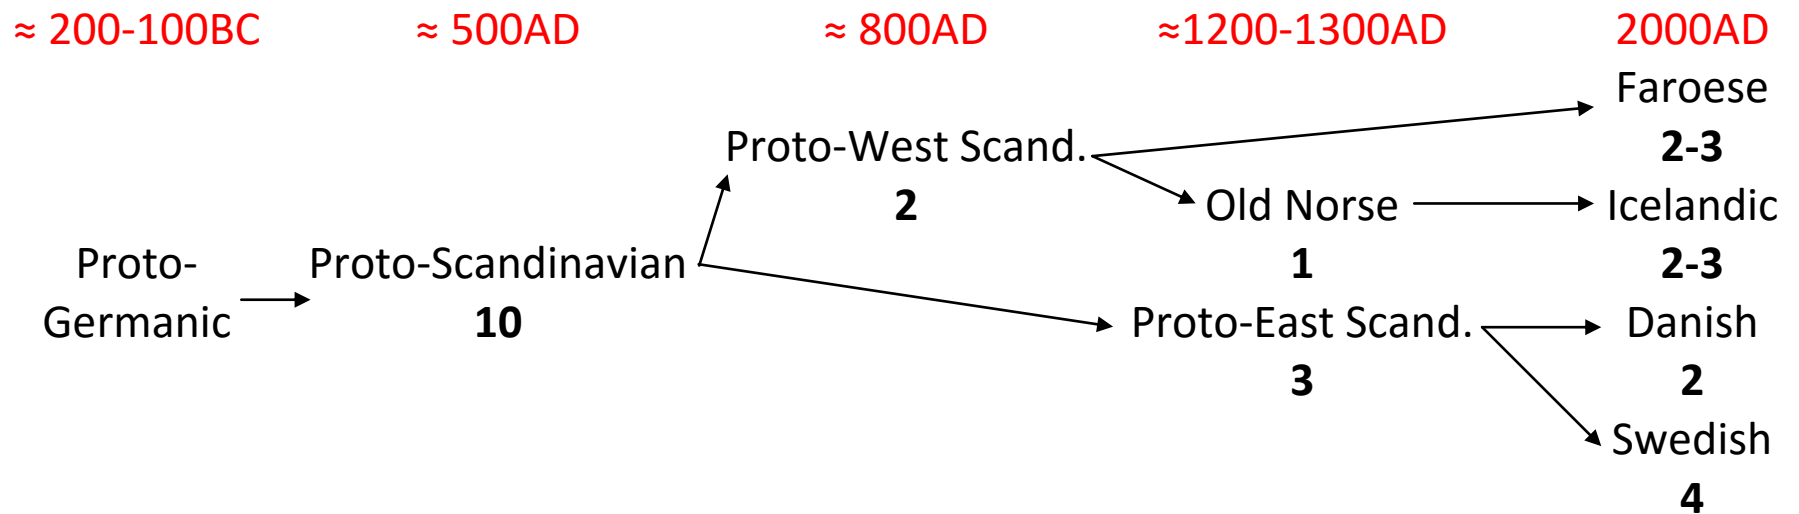 ≈ 200-100BC ≈ 500AD ≈ 800AD ≈1200-1300AD 2000AD
Faroese
Proto-West Scand. 2-3
2 Old Norse Icelandic
Proto- Proto-Scandinavian 1 2-3
Germanic 10 Proto-East Scand. Danish
3 2
Swedish
4